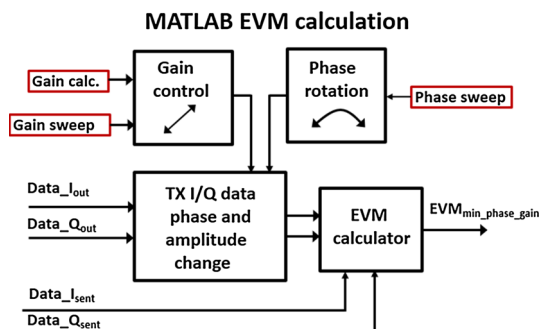 MATLAB EVM calculation
Gain calc.
Gain sweep
Gain
control
Phase
rotation
Phase sweep
Data_Iout
Data_Qout
TX I/Q data
phase and
amplitude
change
EVM
calculator
EVMmin_phase_gain
Data_Isent
Data_Qsent